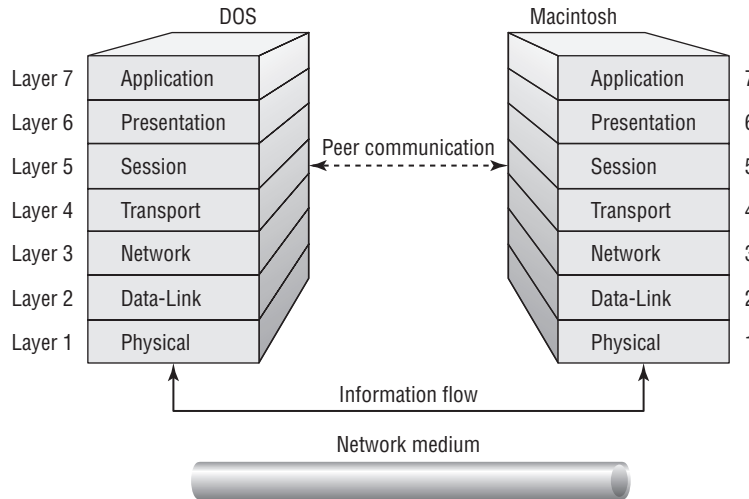 DOS Macintosh
Layer 7 Application Application 7
Layer 6 Presentation Presentation 6
Peer communication
Layer 5 Session Session 5
Layer 4 Transport Transport 4
Layer 3 Network Network 3
Layer 2 Data-Link Data-Link 2
Layer 1 Physical Physical 1
Information flow
Network medium